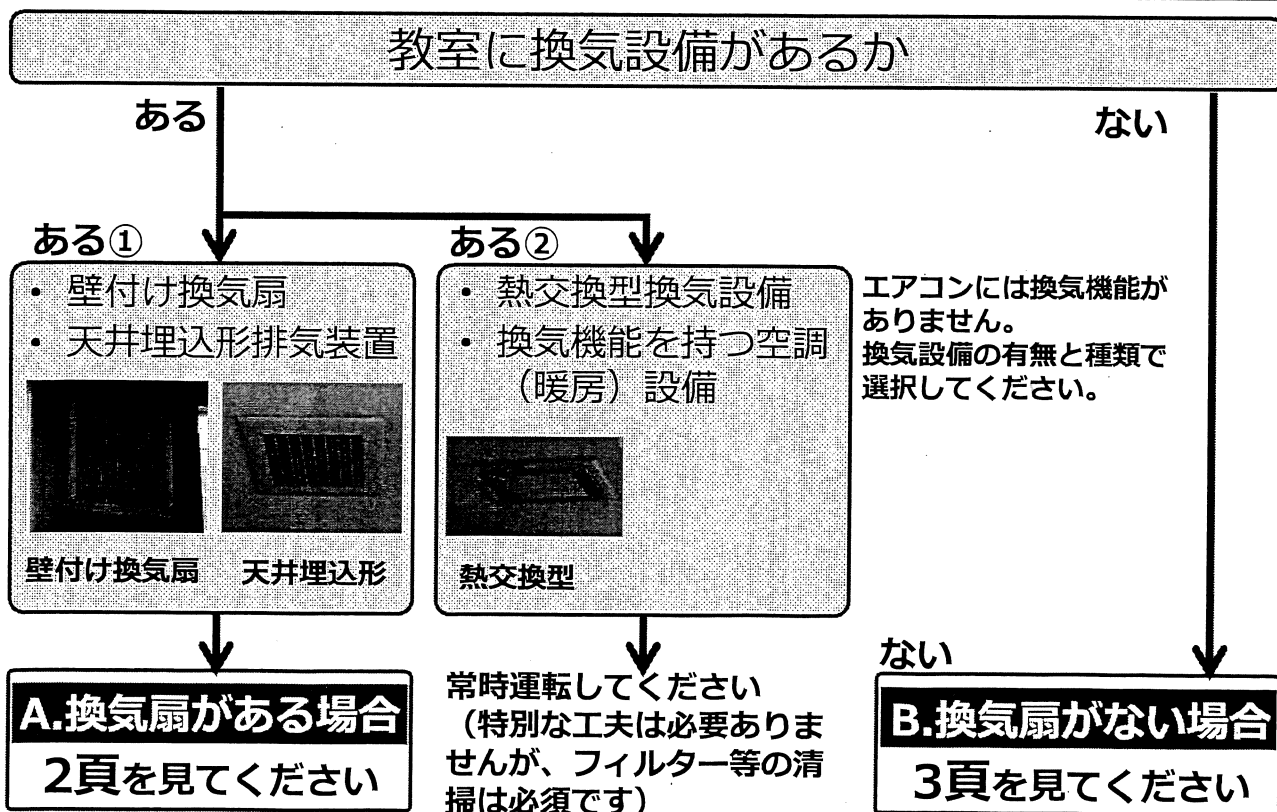 教室に換気設備があるか
ある
ない
ある①
・ 壁付け換気扇
・ 天井埋込形排気装置
壁付け換気扇
天井埋込形
ある②
・ 熱交換型換気設備
・ 換気機能を持つ空調
（暖房）設備
熱交換型
エアコンには換気機能が
ありません。
換気設備の有無と種類で
選択してください。
A.換気扇がある場合
2頁を見てください
常時運転してください
（特別な工夫は必要ありま
せんが、フィルター等の清
掃は必須です）
ない
B.換気扇がない場合
3頁を見てください